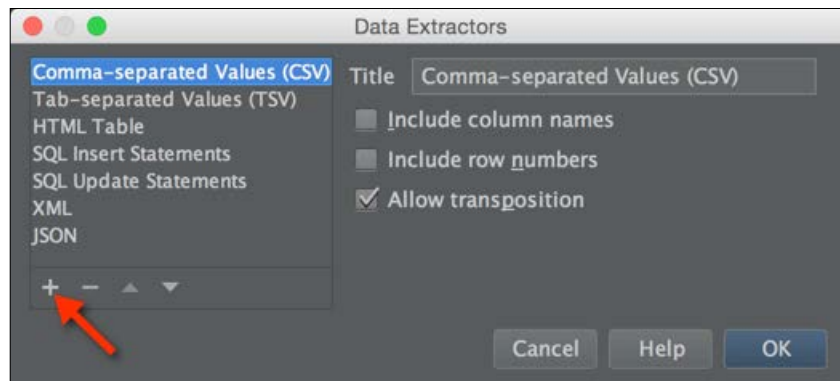 Data Extractors
Comma-separated Values (CSV)
Tab-separated Values (TSV)
HTML Table
SQL Insert Statements
SQL Update Statements
XML
JSON
Title Comma-separated Values (CSV)
Include column names
Include row numbers
Allow transposition
Cancel Help OK